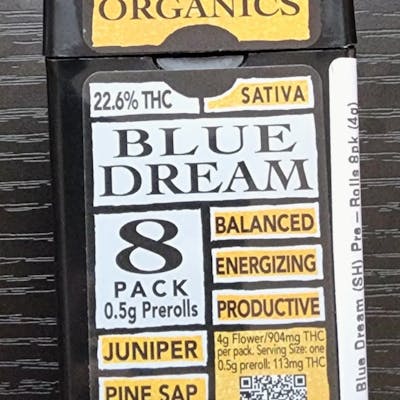 ORGANICS
22.6% THC
SATIVA
BLUE
DREAM
8
PACK
0.5g Prerolls
BALANCED
ENERGIZING
PRODUCTIVE
JUNIPER
PINE SAP
4g Flower/904mg THC
per pack. Serving Size: one
0.5g preroll: 113mg THC
Blue Dream (SH) Pre-Rolls 8pk (4g)